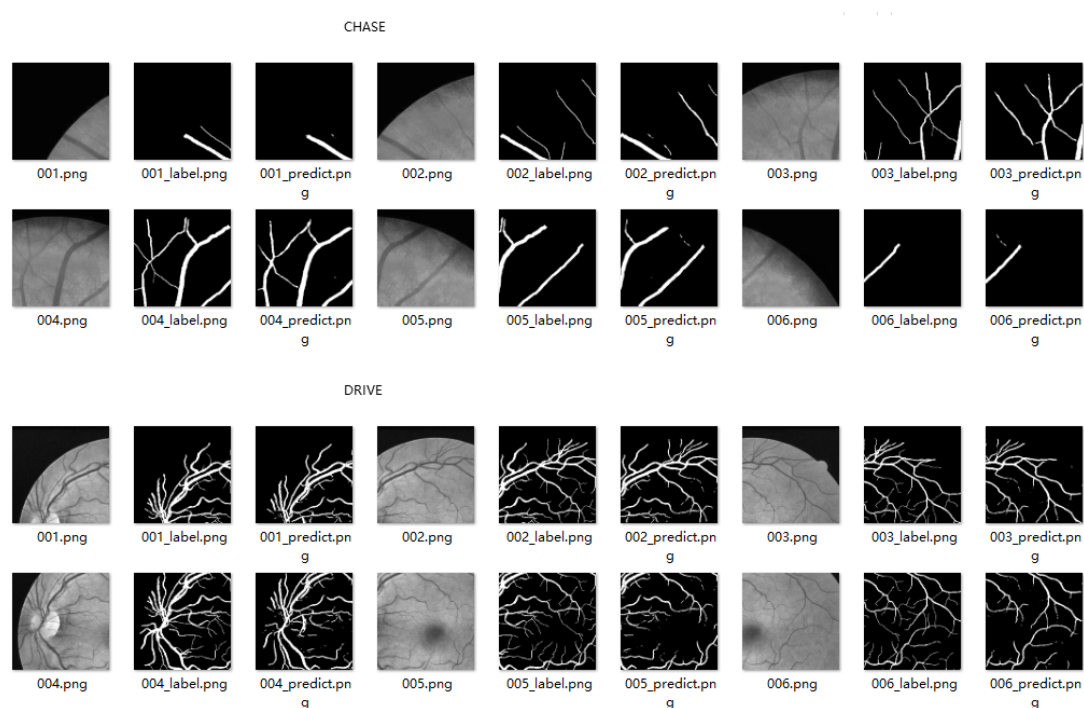 CHASE
001.png 001_label.png 001_predict.pn 002.png 002_label.png 002_predict.pn 003.png 003_label.png 003_predict.pn
g g g
004.png 004_label.png 004_predict.pn 005.png 005_label.png 005_predict.pn 006.png 006_label.png 006_predict.pn
g g g
DRIVE
001.png 001_label.png 001_predict.pn 002.png 002_label.png 002_predict.pn 003.png 003_label.png 003_predict.pn
g g g
004.png 004_label.png 004_predict.pn 005.png 005_label.png 005_predict.pn 006.png 006_label.png 006_predict.pn
g g g